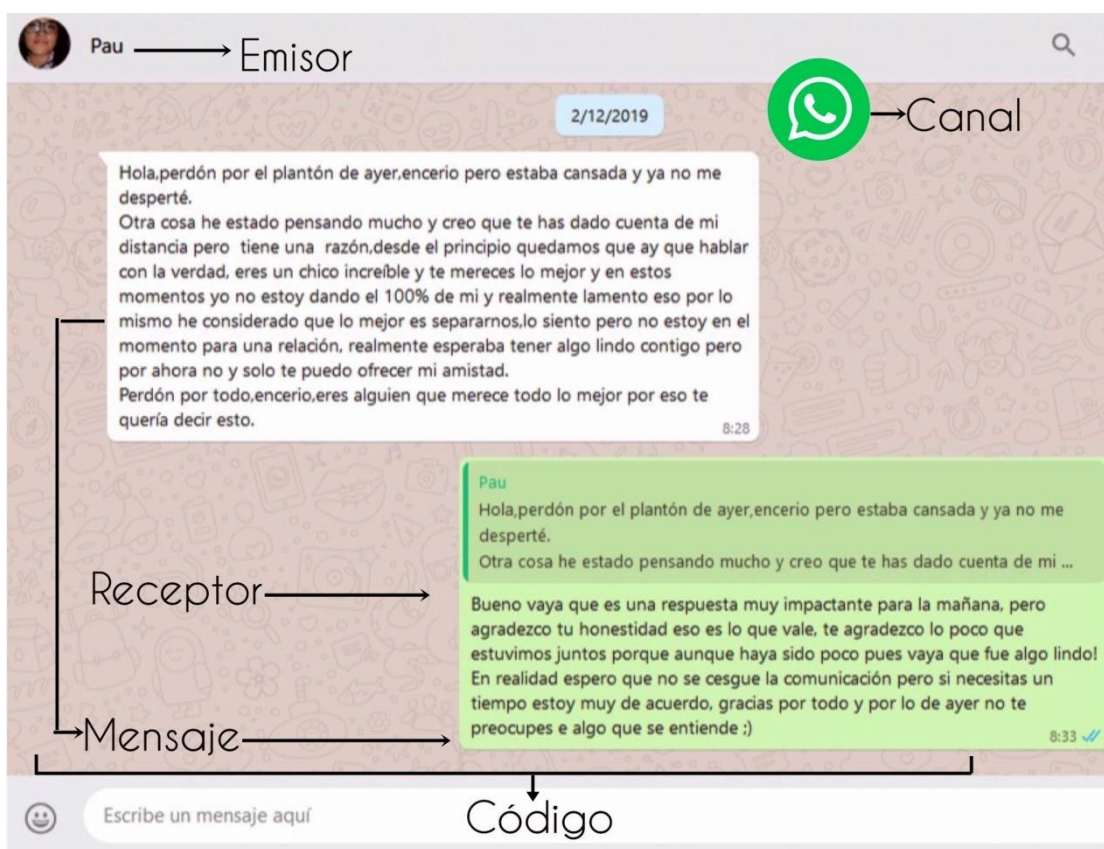 Pau
Emisor
2/12/2019
Canal
Hola,perdón por el plantón de ayer,encerio pero estaba cansada y ya no me
desperté.
Otra cosa he estado pensando mucho y creo que te has dado cuenta de mi
distancia pero tiene una razón,desde el principio quedamos que ay que hablar
con la verdad, eres un chico increíble y te mereces lo mejor y en estos
momentos yo no estoy dando el 100% de mi y realmente lamento eso por lo
mismo he considerado que lo mejor es separarnos,lo siento pero no estoy en el
momento para una relación, realmente esperaba tener algo lindo contigo pero
por ahora no y solo te puedo ofrecer mi amistad.
Perdón por todo,encerio,eres alguien que merece todo lo mejor por eso te
quería decir esto.
8:28
Pau
Hola,perdón por el plantón de ayer,encerio pero estaba cansada y ya no me
desperté.
Otra cosa he estado pensando mucho y creo que te has dado cuenta de mi ...
Receptor
Bueno vaya que es una respuesta muy impactante para la mañana, pero
agradezco tu honestidad eso es lo que vale, te agradezco lo poco que
estuvimos juntos porque aunque haya sido poco pues vaya que fue algo lindo!
En realidad espero que no se cesgue la comunicación pero si necesitas un
tiempo estoy muy de acuerdo, gracias por todo y por lo de ayer no te
preocupes e algo que se entiende ;)
8:33
Mensaje
Escribe un mensaje aquí
Código